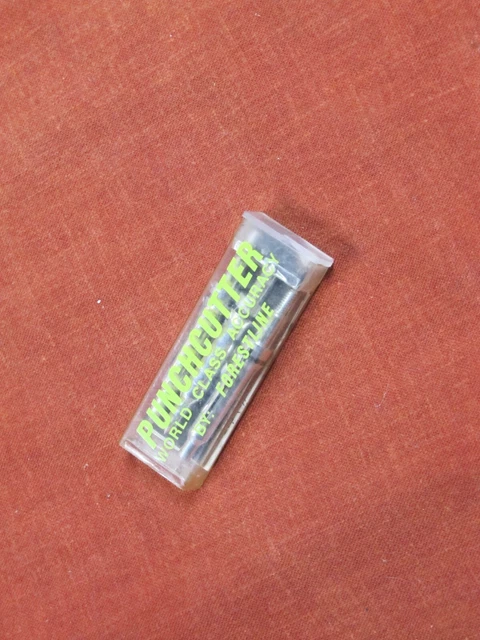 PUNCHCUTTER
WORLD CLASS ACCURACY
BY: FORESTLINE